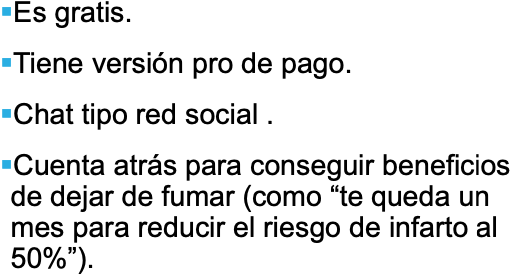 ▪Es gratis.
▪Tiene versión pro de pago.
▪Chat tipo red social .
▪Cuenta atrás para conseguir beneficios
de dejar de fumar (como “te queda un
mes para reducir el riesgo de infarto al
50%”).